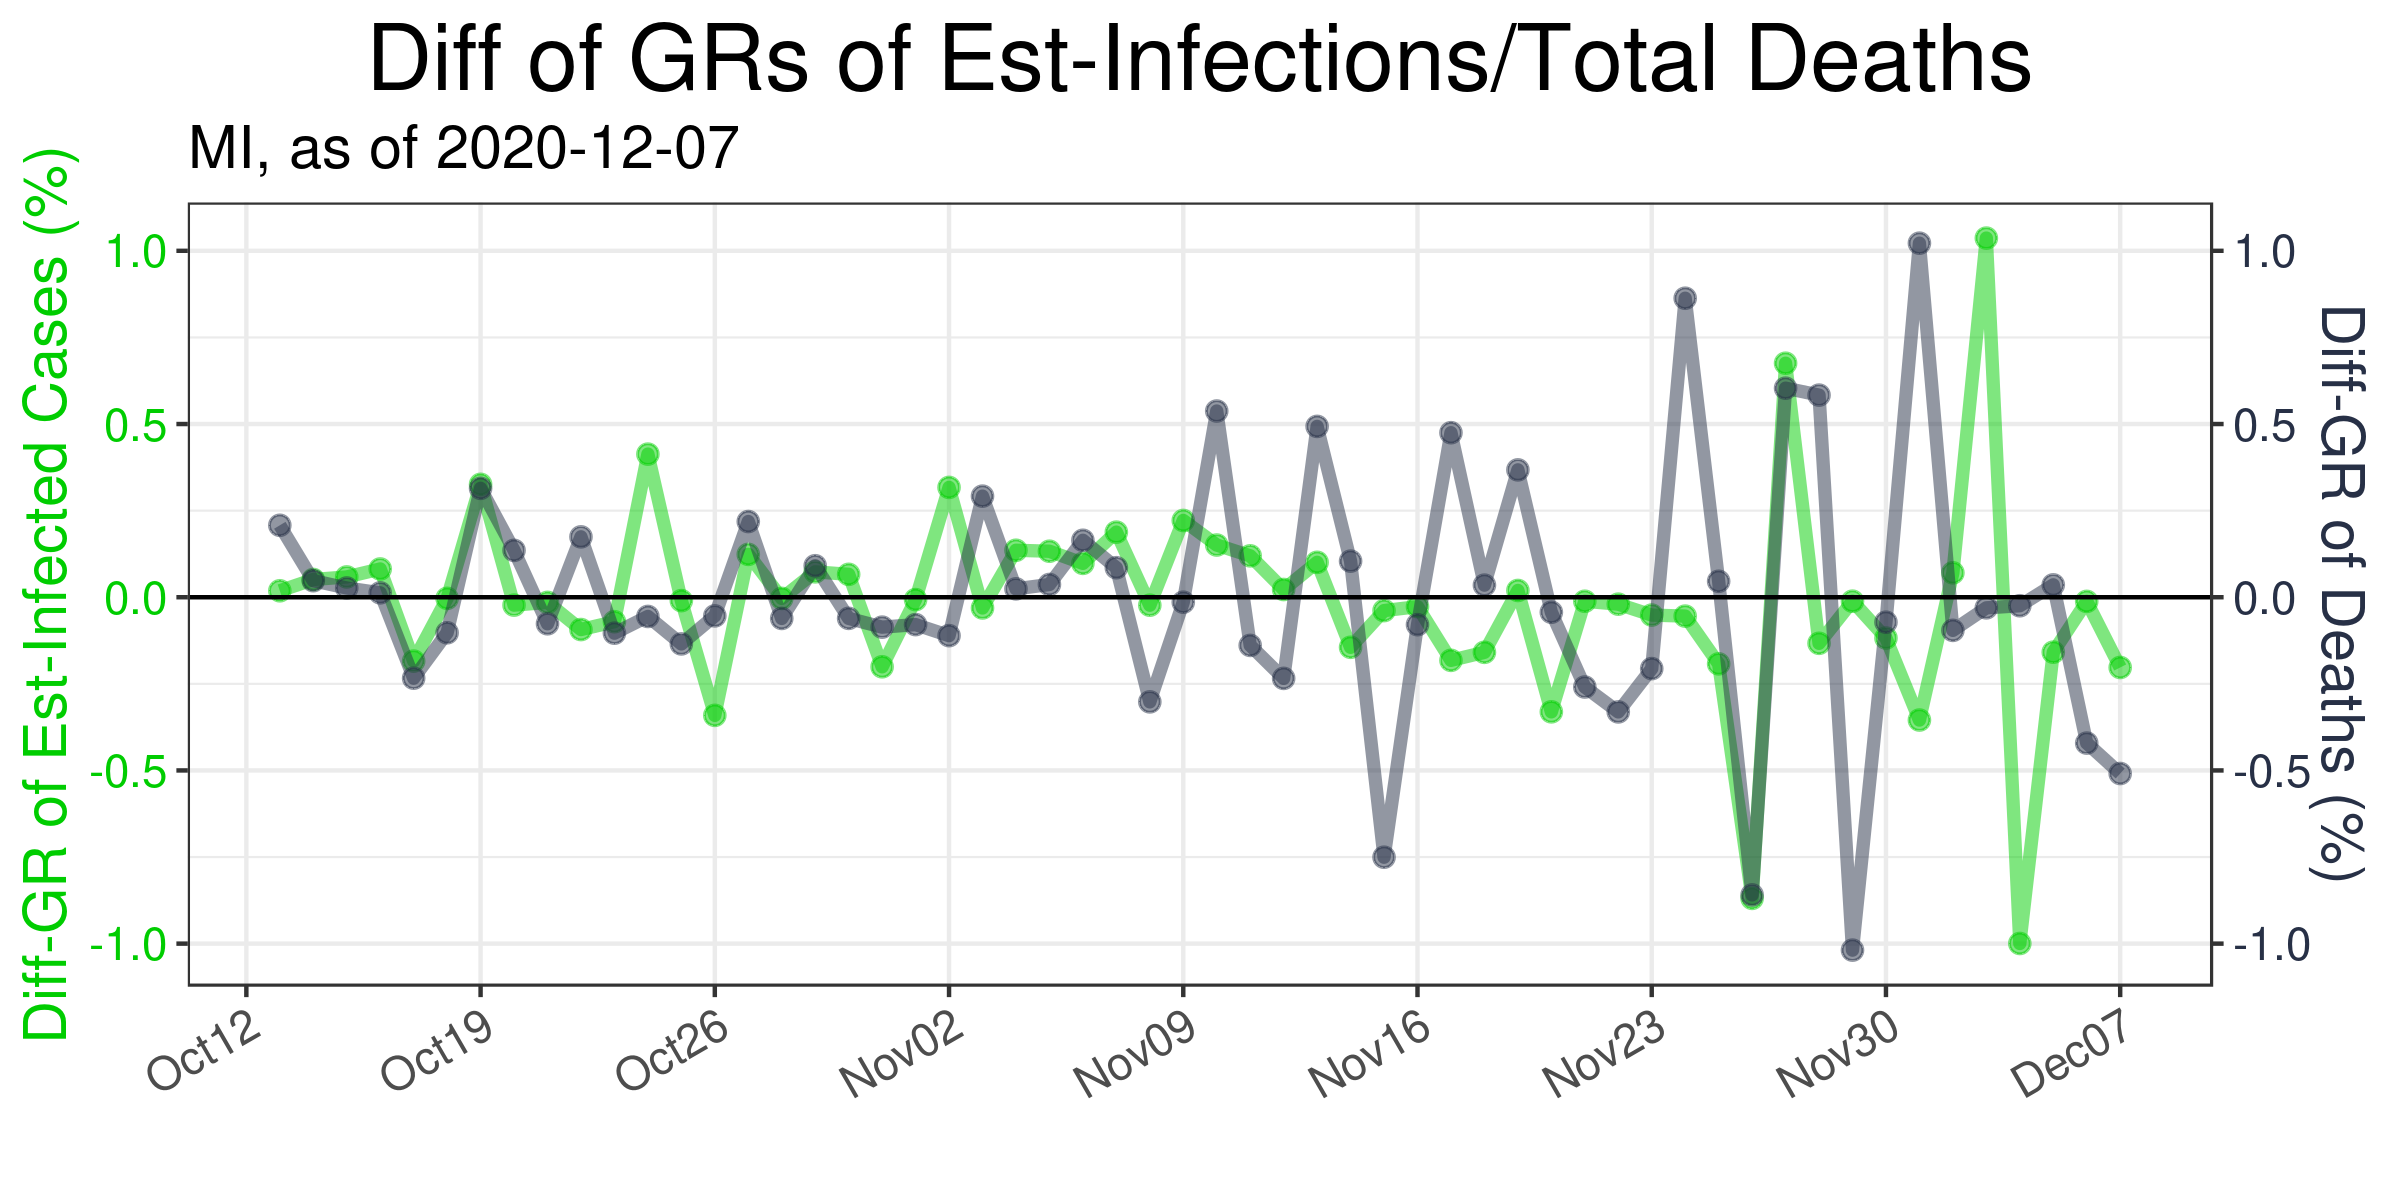 Diff of GRs of Est-Infections/Total Deaths
MI, as of 2020-12-07
Diff-GR of Est-Infected Cases (%)
1.0
0.5
0.0
-0.5
-1.0
1.0
0.5
0.0
-0.5
-1.0
Diff-GR of Deaths (%)
Oct12
Oct19
Oct26
Nov02
Nov09
Nov16
Nov23
Nov30
Dec07